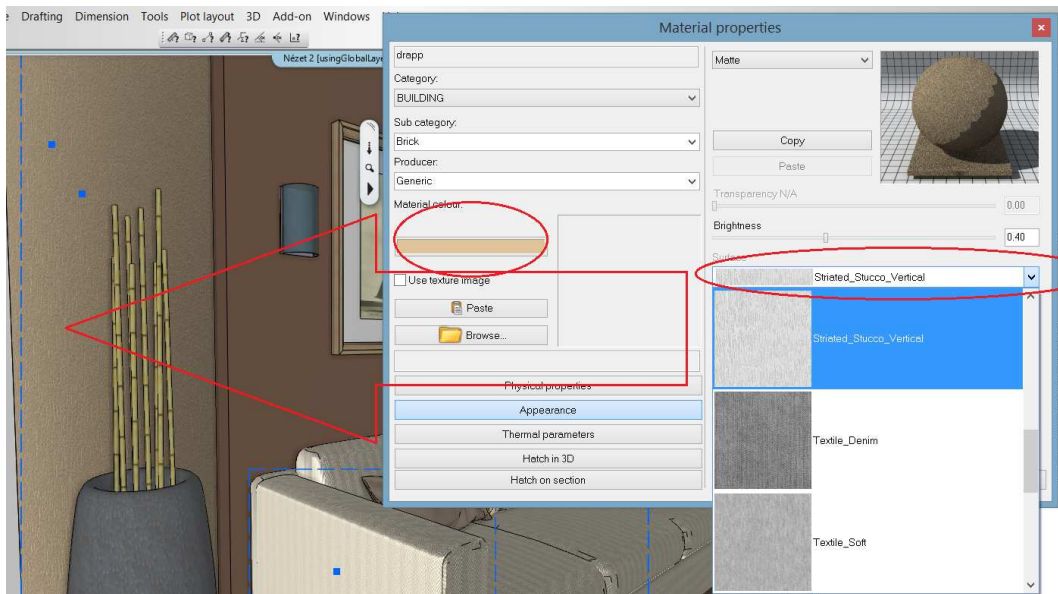 Drafting Dimension Tools Plot layout 3D Add-on Windows
Nézet 2 [usingGlobalLaye
Material properties
drapp
Category:
BUILDING
Sub category:
Brick
Producer:
Generic
Material colour:
Use texture image
Paste
Browse...
Physical properties
Appearance
Thermal parameters
Hatch in 3D
Hatch on section
Matte
Copy
Paste
Transparency N/A
0.00
Brightness
0.40
Surface
Striated_Stucco_Vertical
Striated_Stucco_Vertical
Textile_Denim
Textile_Soft